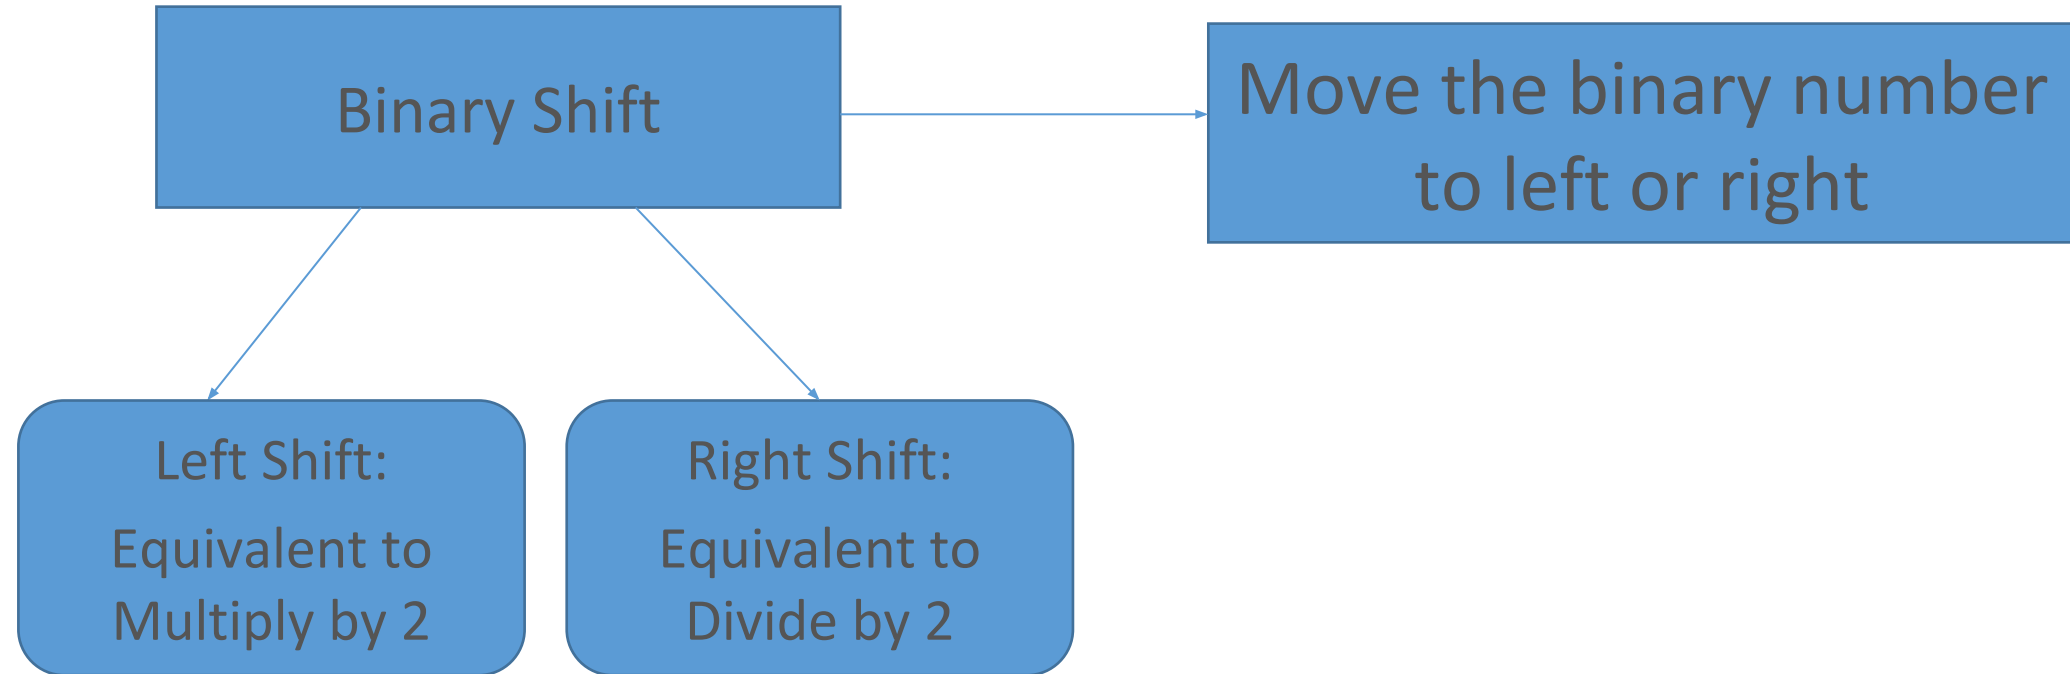 Binary Shift
Move the binary number
to left or right
Left Shift:
Equivalent to
Multiply by 2
Right Shift:
Equivalent to
Divide by 2